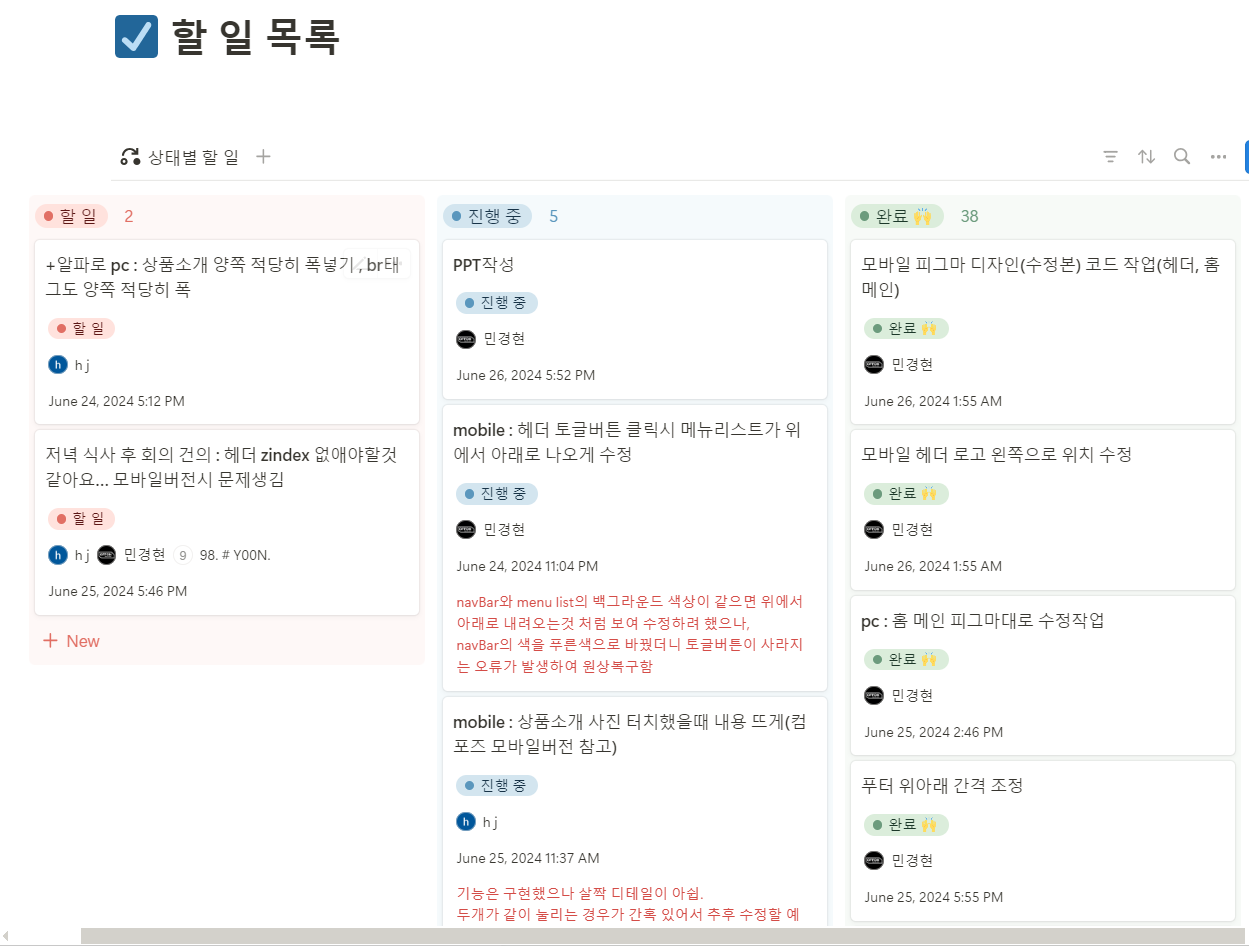 할 일 목록
상태별 할 일
할 일 2
+알파로 pc : 상품소개 양쪽 적당히 폭넣기 , br태
그도 양쪽 적당히 폭
할 일
h
h j
June 24, 2024 5:12 PM
저녁 식사 후 회의 건의 : 헤더 zindex 없애야할것
같아요... 모바일버전시 문제생김
할 일
h
h j 민경현 9 98. # Y00N.
June 25, 2024 5:46 PM
+ New
진행 중 5
PPT작성
진행 중
민경현
June 26, 2024 5:52 PM
mobile : 헤더 토글버튼 클릭시 메뉴리스트가 위
에서 아래로 나오게 수정
진행 중
민경현
June 24, 2024 11:04 PM
navBar와 menu list의 백그라운드 색상이 같으면 위에서
아래로 내려오는것 처럼 보여 수정하려 했으나,
navBar의 색을 푸른색으로 바꿨더니 토글버튼이 사라지
는 오류가 발생하여 원상복구함
mobile : 상품소개 사진 터치했을때 내용 뜨게(컴
포즈 모바일버전 참고)
진행 중
h
h j
June 25, 2024 11:37 AM
기능은 구현했으나 살짝 디테일이 아쉽.
두개가 같이 눌리는 경우가 간혹 있어서 추후 수정할 예
완료 🙌 38
모바일 피그마 디자인(수정본) 코드 작업(헤더, 홈
메인)
완료 🙌
민경현
June 26, 2024 1:55 AM
모바일 헤더 로고 왼쪽으로 위치 수정
완료 🙌
민경현
June 26, 2024 1:55 AM
pc : 홈 메인 피그마대로 수정작업
완료 🙌
민경현
June 25, 2024 2:46 PM
푸터 위아래 간격 조정
완료 🙌
민경현
June 25, 2024 5:55 PM